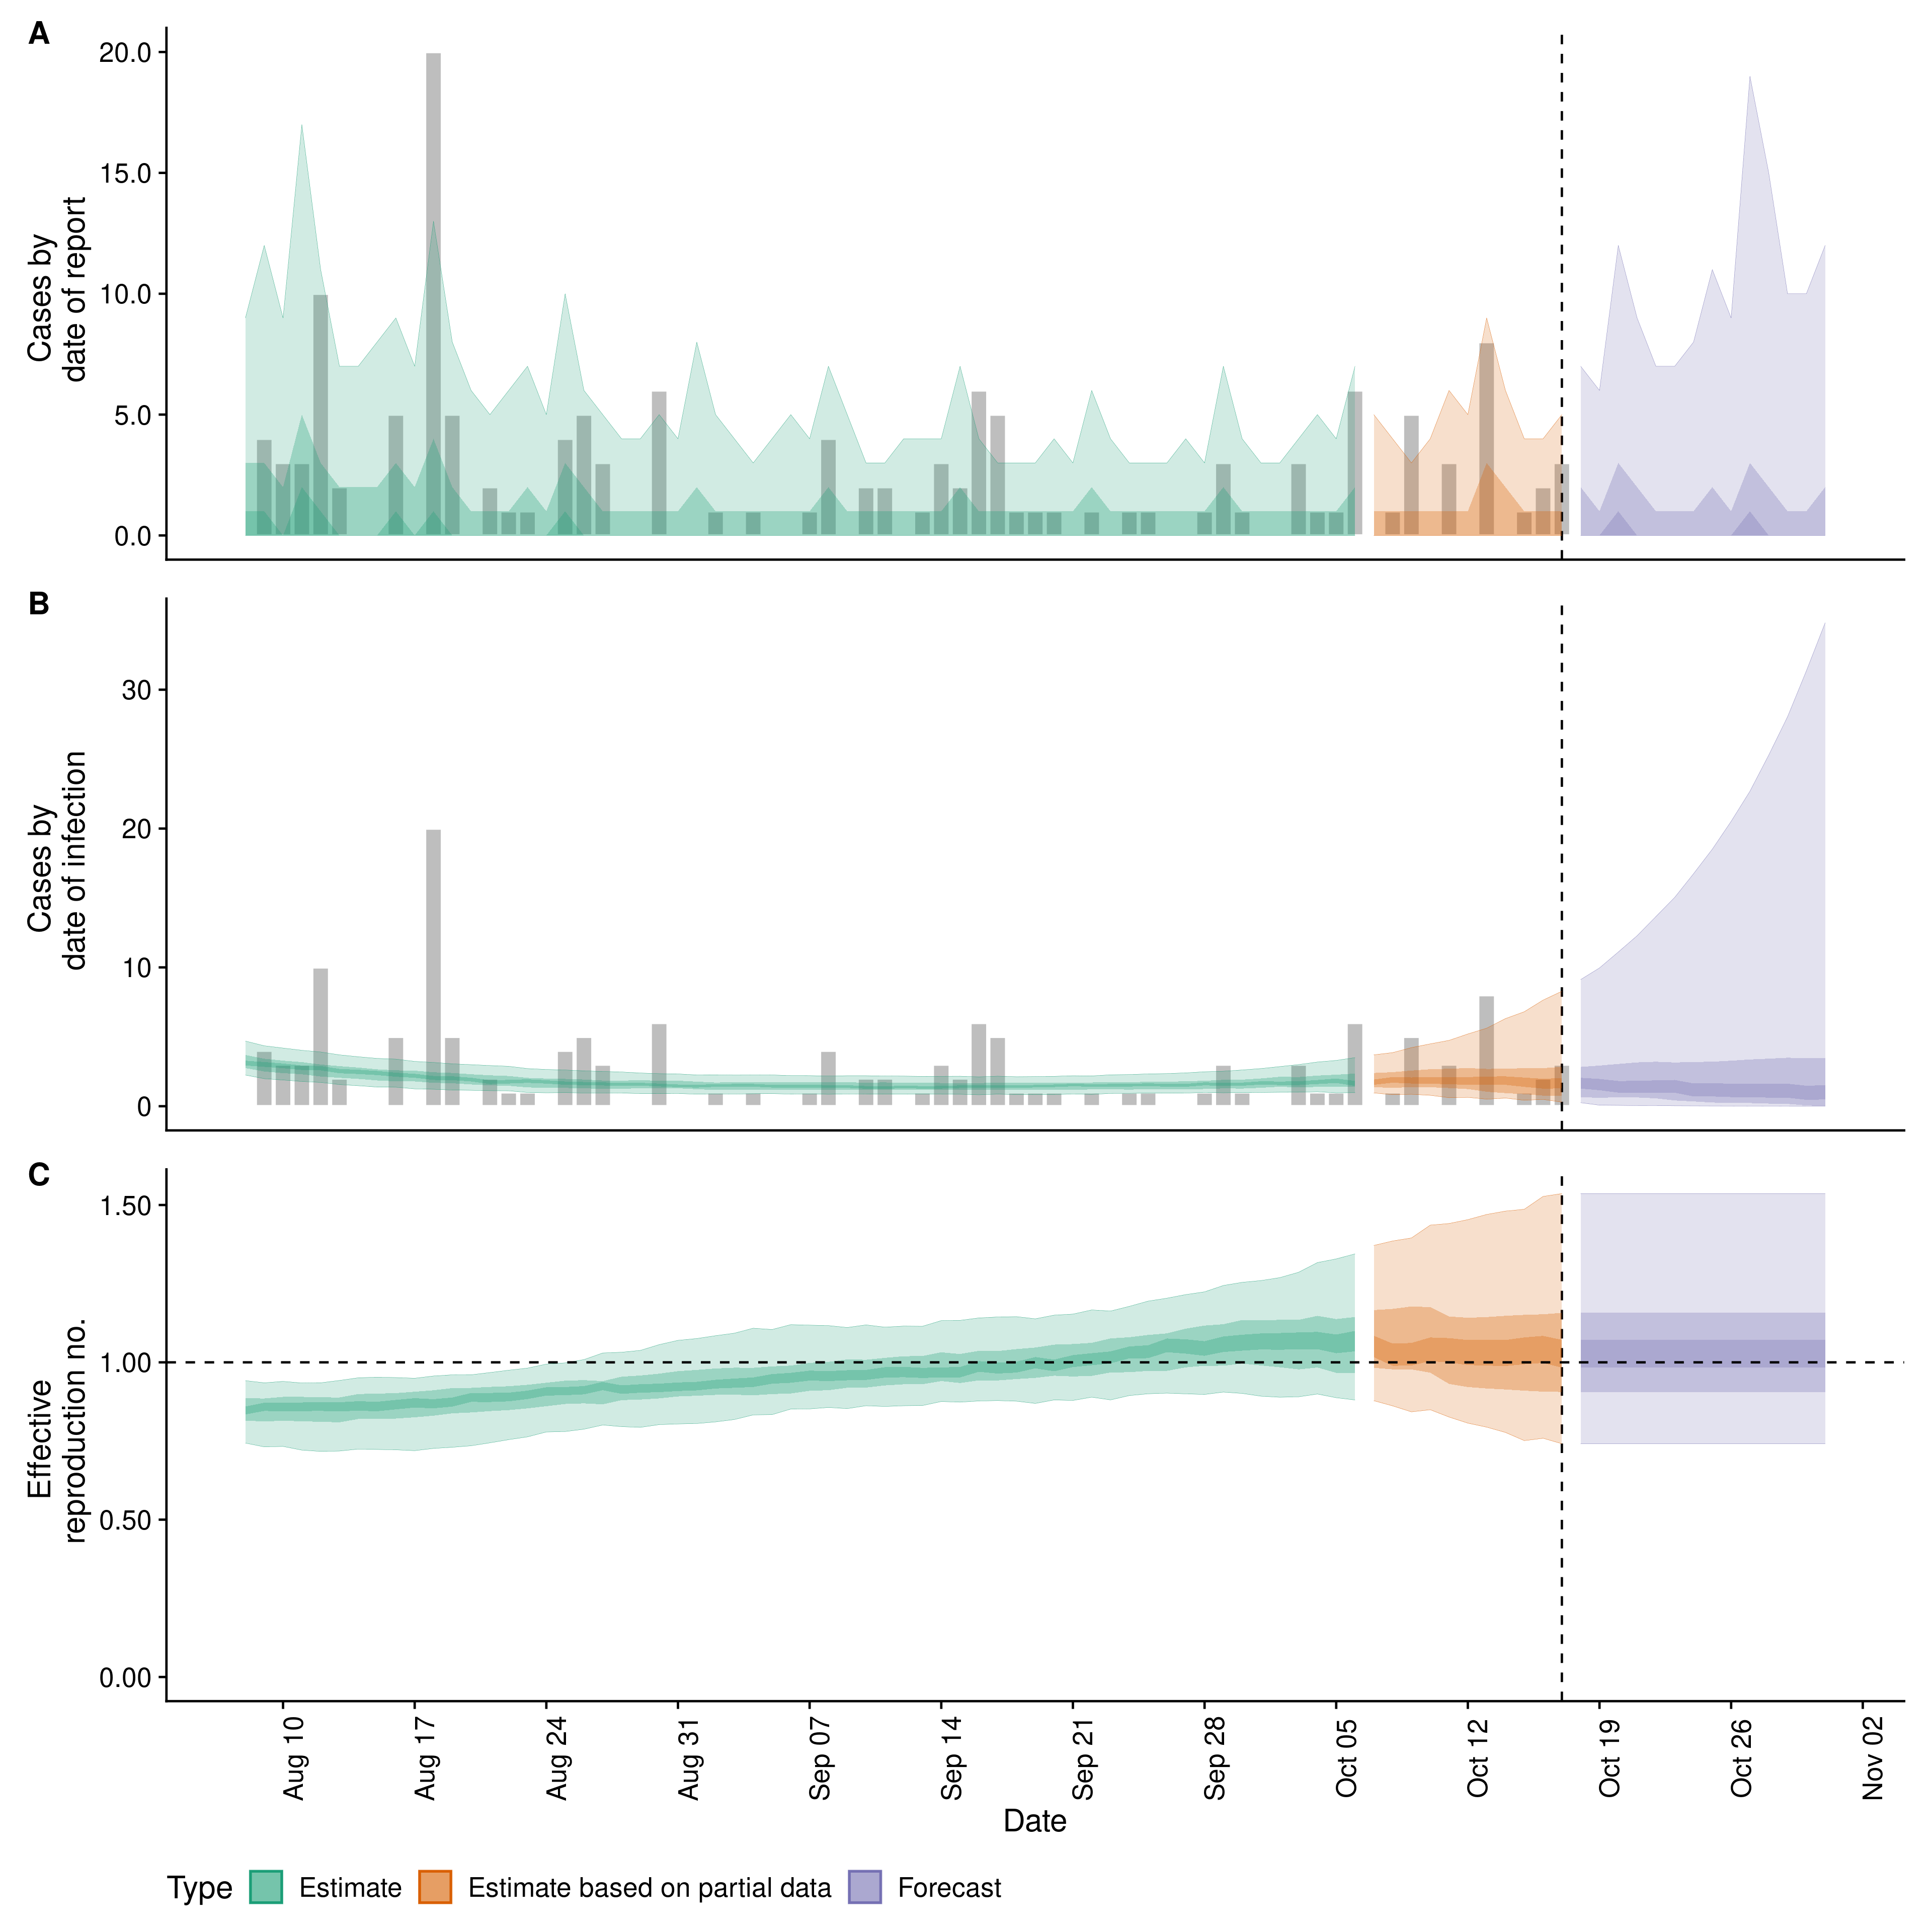 A
Cases by
date of report
20.0
15.0
10.0
5.0
0.0
B
Cases by
date of infection
30
20
10
0
C
Effective
reproduction no.
1.50
1.00
0.50
0.00
Aug 10
Aug 17
Aug 24
Aug 31
Sep 07
Sep 14
Sep 21
Sep 28
Oct 05
Oct 12
Oct 19
Oct 26
Nov 02
Date
Type Estimate Estimate based on partial data Forecast